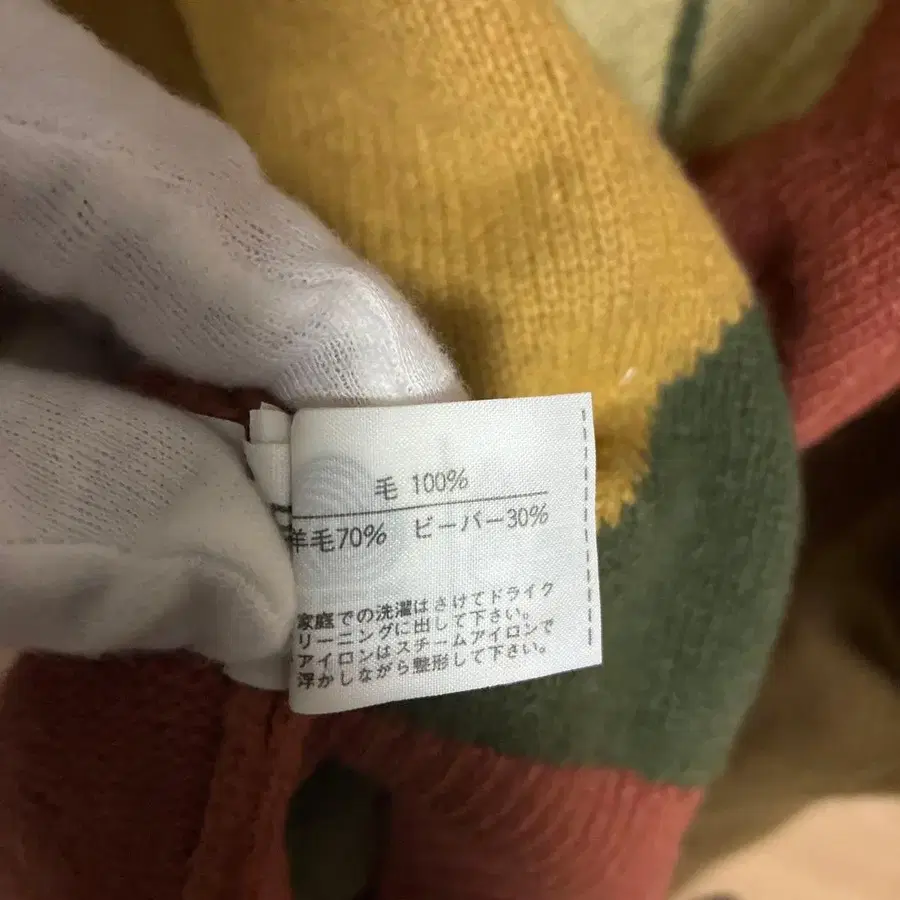 毛 100%
羊毛70% ビーバー30%
家庭での洗濯はさけてドライク
リーニングに出して下さい。
アイロンはスチームアイロンで
浮かしながら整形して下さい。